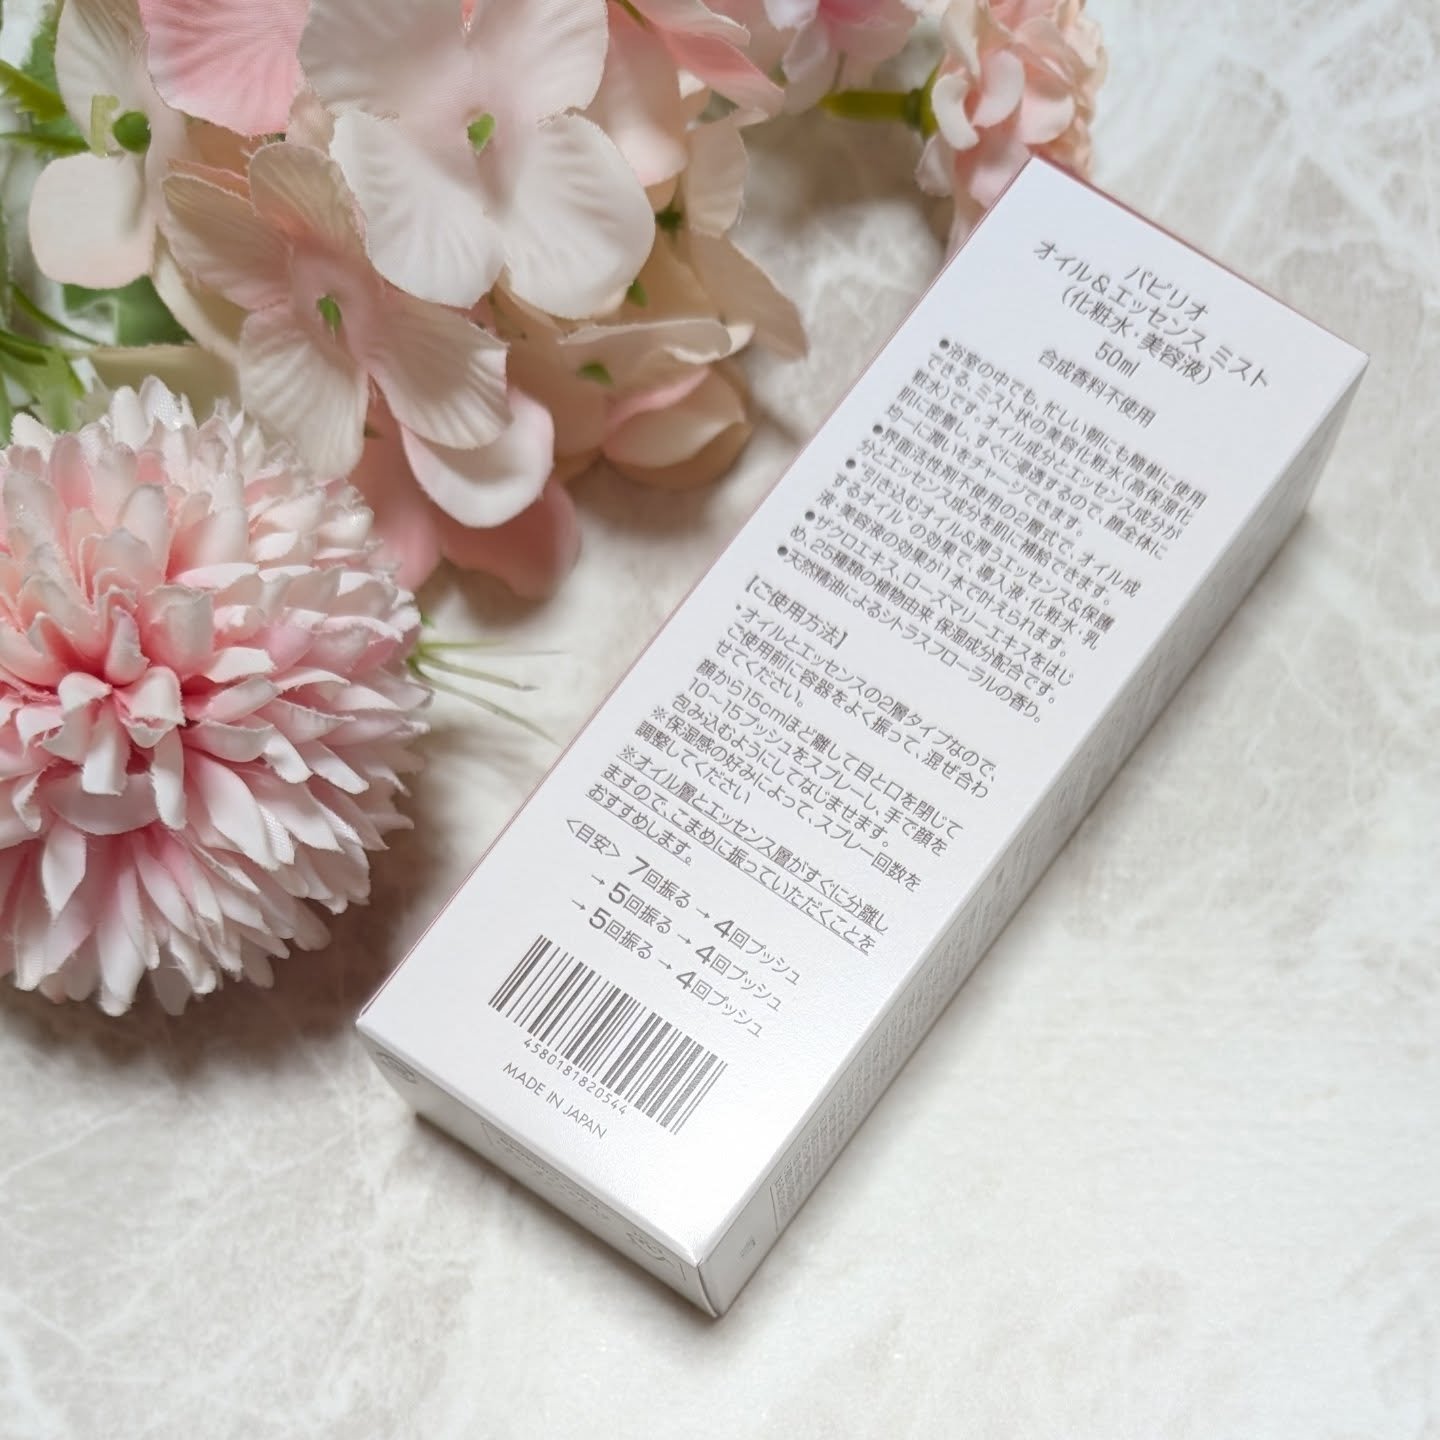 パピリオ
オイル&エッセンス ミスト
(化粧水・美容液)
50ml
合成香料不使用
●浴室の中でも、忙しい朝にも簡単に使用
できる、ミスト状の美容化粧水(高保湿化
粧水)です。オイル成分とエッセンス成分が
肌に密着し、すぐに浸透するので、顔全体に
均一に潤いをチャージできます。
●界面活性剤不使用の2層式で、オイル成
分とエッセンス成分を肌に補給できます。
●“引き込むオイル&潤うエッセンス&保護
するオイル”の効果で、導入液、化粧水・乳
液、美容液の効果が1本で叶えられます。
●ザクロエキス、ローズマリーエキスをはじ
め、25種類の植物由来 保湿成分配合です。
●天然精油によるシトラスフローラルの香り。
【ご使用方法】
・オイルとエッセンスの2層タイプなので、
ご使用前に容器をよく振って、混ぜ合わ
せてください。
顔から15cmほど離して目と口を閉じて
10~15プッシュをスプレーし、手で顔を
包み込むようにしてなじませます。
※保湿感の好みによって、スプレー回数を
調整してください
※オイル層とエッセンス層がすぐに分離し
ますので、こまめに振っていただくことを
おすすめします。
<目安> 7回振る → 4回プッシュ
→ 5回振る → 4回プッシュ
→ 5回振る → 4回プッシュ
4580181820544
MADE IN JAPAN